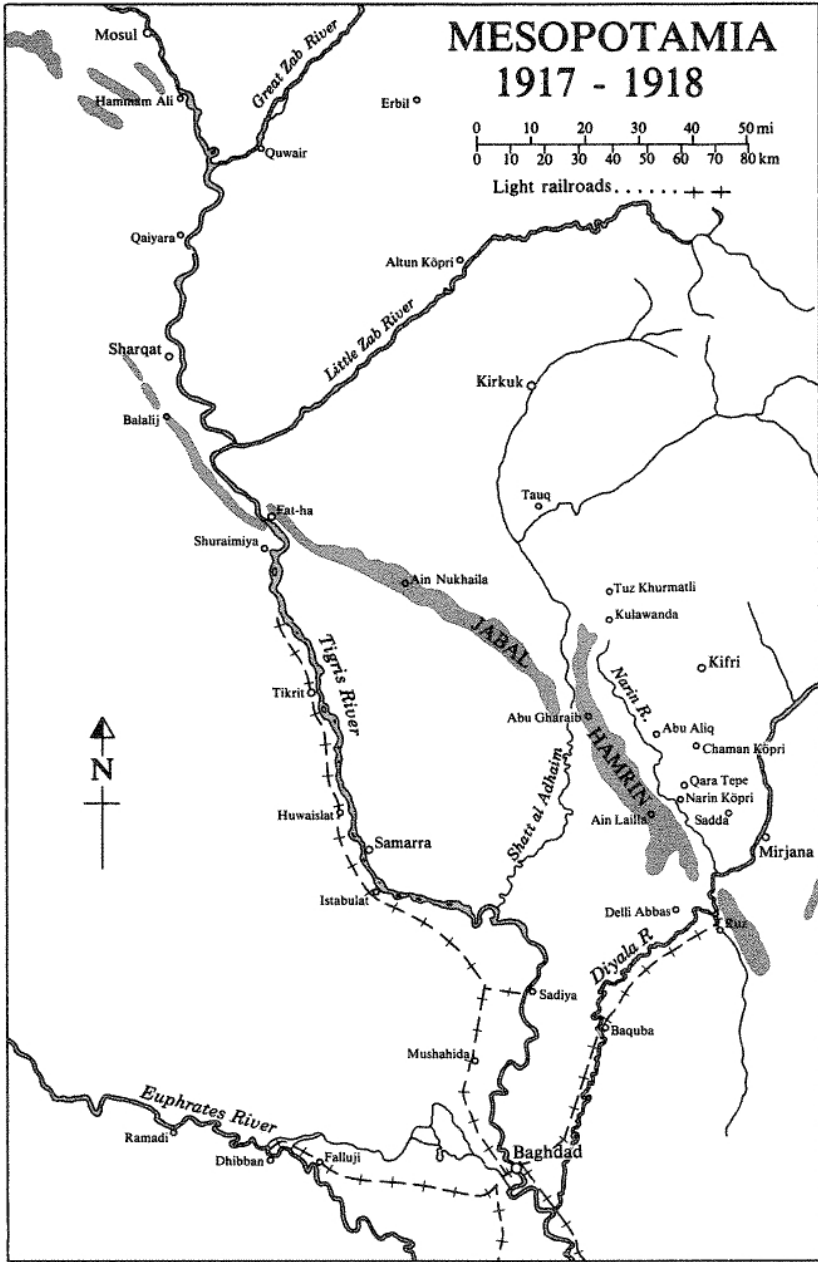 MESOPOTAMIA
1917 - 1918
0 10 20 30 40 50 mi
0 10 20 30 40 50 60 70 80 km
Light railroads
Mosul
Great Zab River
Hammam Ali
Erbil
Quwair
Qaiyara
Altun Köpri
Little Zab River
Sharqat
Kirkuk
Balalij
Tauq
Fat-ha
Shuraimiya
Ain Nukhaila
Tuz Khurmatli
Kulawanda
JABAL
Tigris River
Kifri
Narin R.
Tikrit
Abu Gharaib
Abu Aliq
HAMRIN
Chaman Köpri
N
Qara Tepe
Narin Köpri
Huwaislat
Ain Lailla
Sadda
Shatt al Adhaim
Samarra
Mirjana
Istabulat
Delli Abbas
Ruz
Diyala R
Sadiya
Baquba
Mushahida
Euphrates River
Ramadi
Dhibban
Falluji
Baghdad